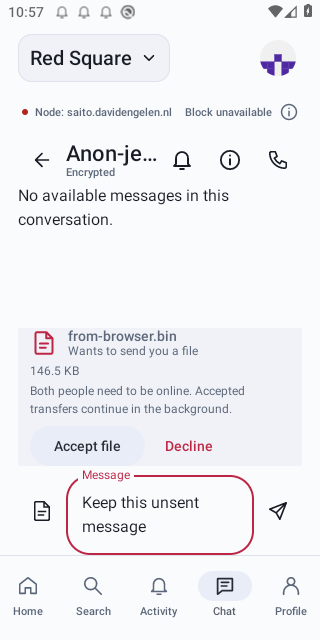 10:57
Red Square
Node: saito.davidengelen.nl Block unavailable
Anon-je...
Encrypted
No available messages in this
conversation.
from-browser.bin
Wants to send you a file
146.5 KB
Both people need to be online. Accepted
transfers continue in the background.
Accept file Decline
Message
Keep this unsent
message
Home Search Activity Chat Profile